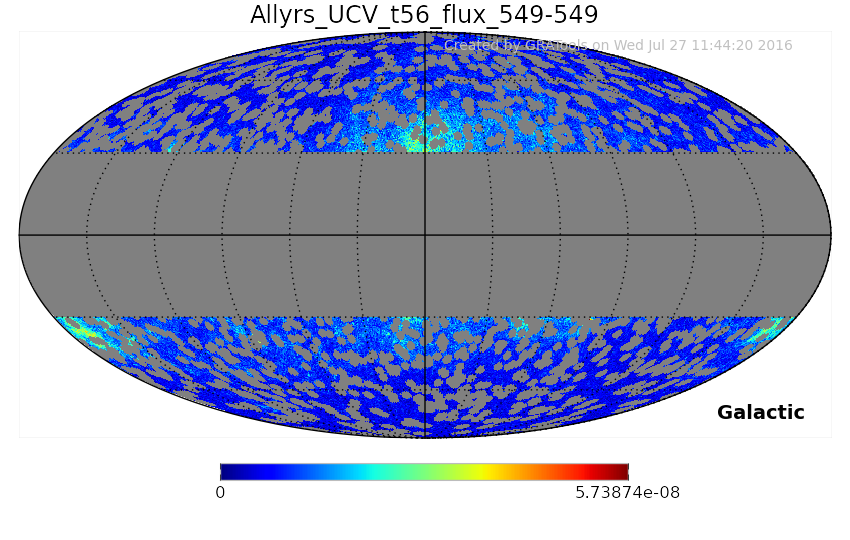 Allyrs_UCV_t56_flux_549-549
Created by GRATools on Wed Jul 27 11:44:20 2016
Galactic
0
5.73874e-08